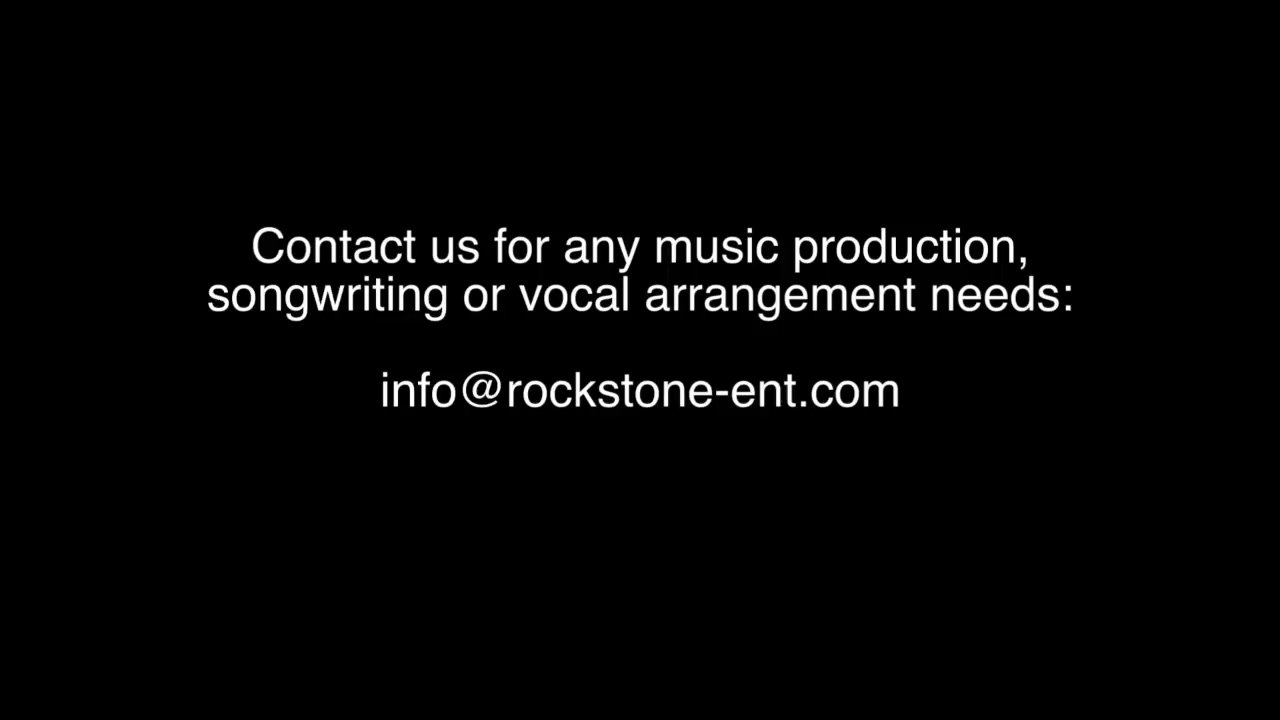 Contact us for any music production,
songwriting or vocal arrangement needs:
info@rockstone-ent.com